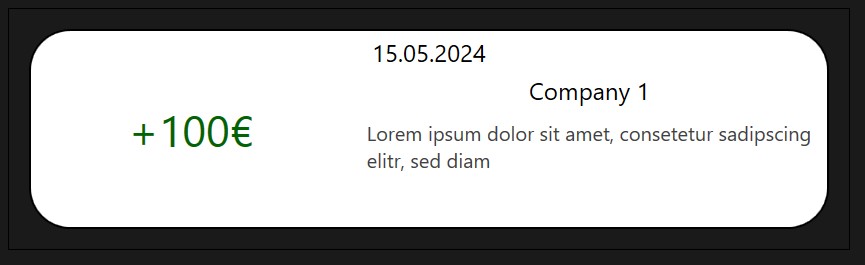 15.05.2024
Company 1
+100€
Lorem ipsum dolor sit amet, consetetur sadipscing
elitr, sed diam